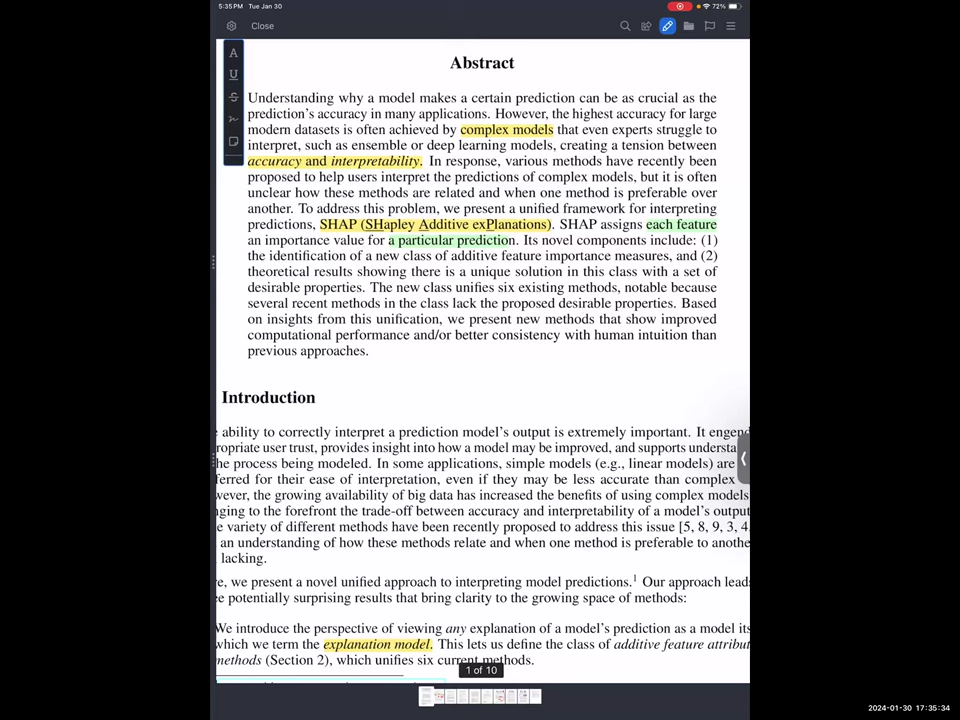 5:35 PM Tue Jan 30
72%
Close
A
U
S
Abstract
Understanding why a model makes a certain prediction can be as crucial as the
prediction's accuracy in many applications. However, the highest accuracy for large
modern datasets is often achieved by complex models that even experts struggle to
interpret, such as ensemble or deep learning models, creating a tension between
accuracy and interpretability. In response, various methods have recently been
proposed to help users interpret the predictions of complex models, but it is often
unclear how these methods are related and when one method is preferable over
another. To address this problem, we present a unified framework for interpreting
predictions, SHAP (SHapley Additive exPlanations). SHAP assigns each feature
an importance value for a particular prediction. Its novel components include: (1)
the identification of a new class of additive feature importance measures, and (2)
theoretical results showing there is a unique solution in this class with a set of
desirable properties. The new class unifies six existing methods, notable because
several recent methods in the class lack the proposed desirable properties. Based
on insights from this unification, we present new methods that show improved
computational performance and/or better consistency with human intuition than
previous approaches.
Introduction
ability to correctly interpret a prediction model's output is extremely important. It engend
ropriate user trust, provides insight into how a model may be improved, and supports understa
he process being modeled. In some applications, simple models (e.g., linear models) are
ferred for their ease of interpretation, even if they may be less accurate than complex
wever, the growing availability of big data has increased the benefits of using complex models
nging to the forefront the trade-off between accuracy and interpretability of a model's output
e variety of different methods have been recently proposed to address this issue [5, 8, 9, 3, 4,
an understanding of how these methods relate and when one method is preferable to anothe
lacking.
re, we present a novel unified approach to interpreting model predictions.1 Our approach leads
ee potentially surprising results that bring clarity to the growing space of methods:
We introduce the perspective of viewing any explanation of a model's prediction as a model its
which we term the explanation model. This lets us define the class of additive feature attribut
methods (Section 2), which unifies six current methods.
1 of 10
2024-01-30 17:35:34